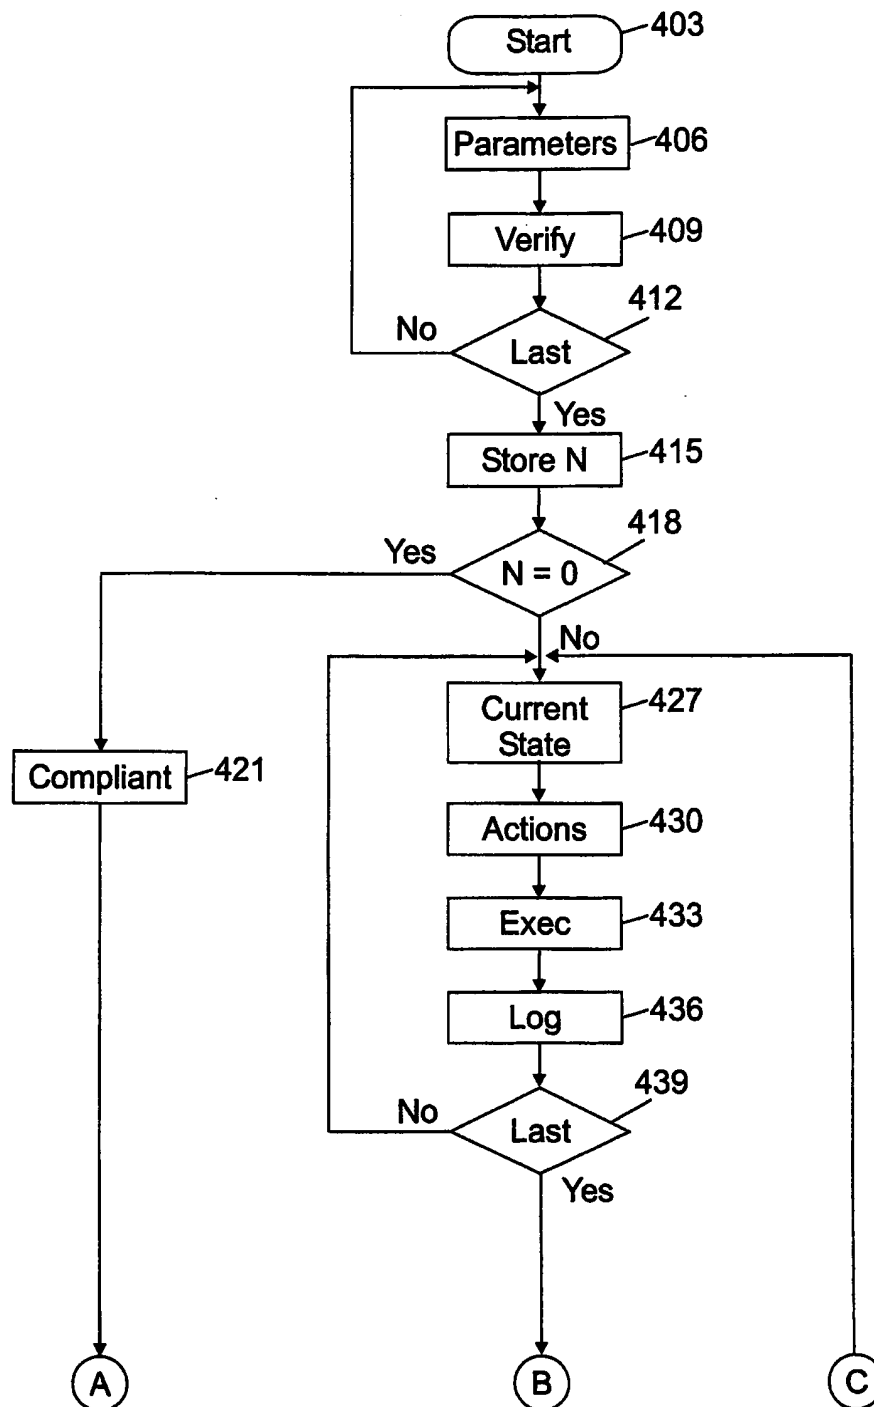 Start
403
Parameters
406
Verify
409
412
No
Last
Yes
Store N
415
418
Yes
N = 0
No
Current
State
427
Compliant
421
Actions
430
Exec
433
Log
436
439
No
Last
Yes
A
B
C